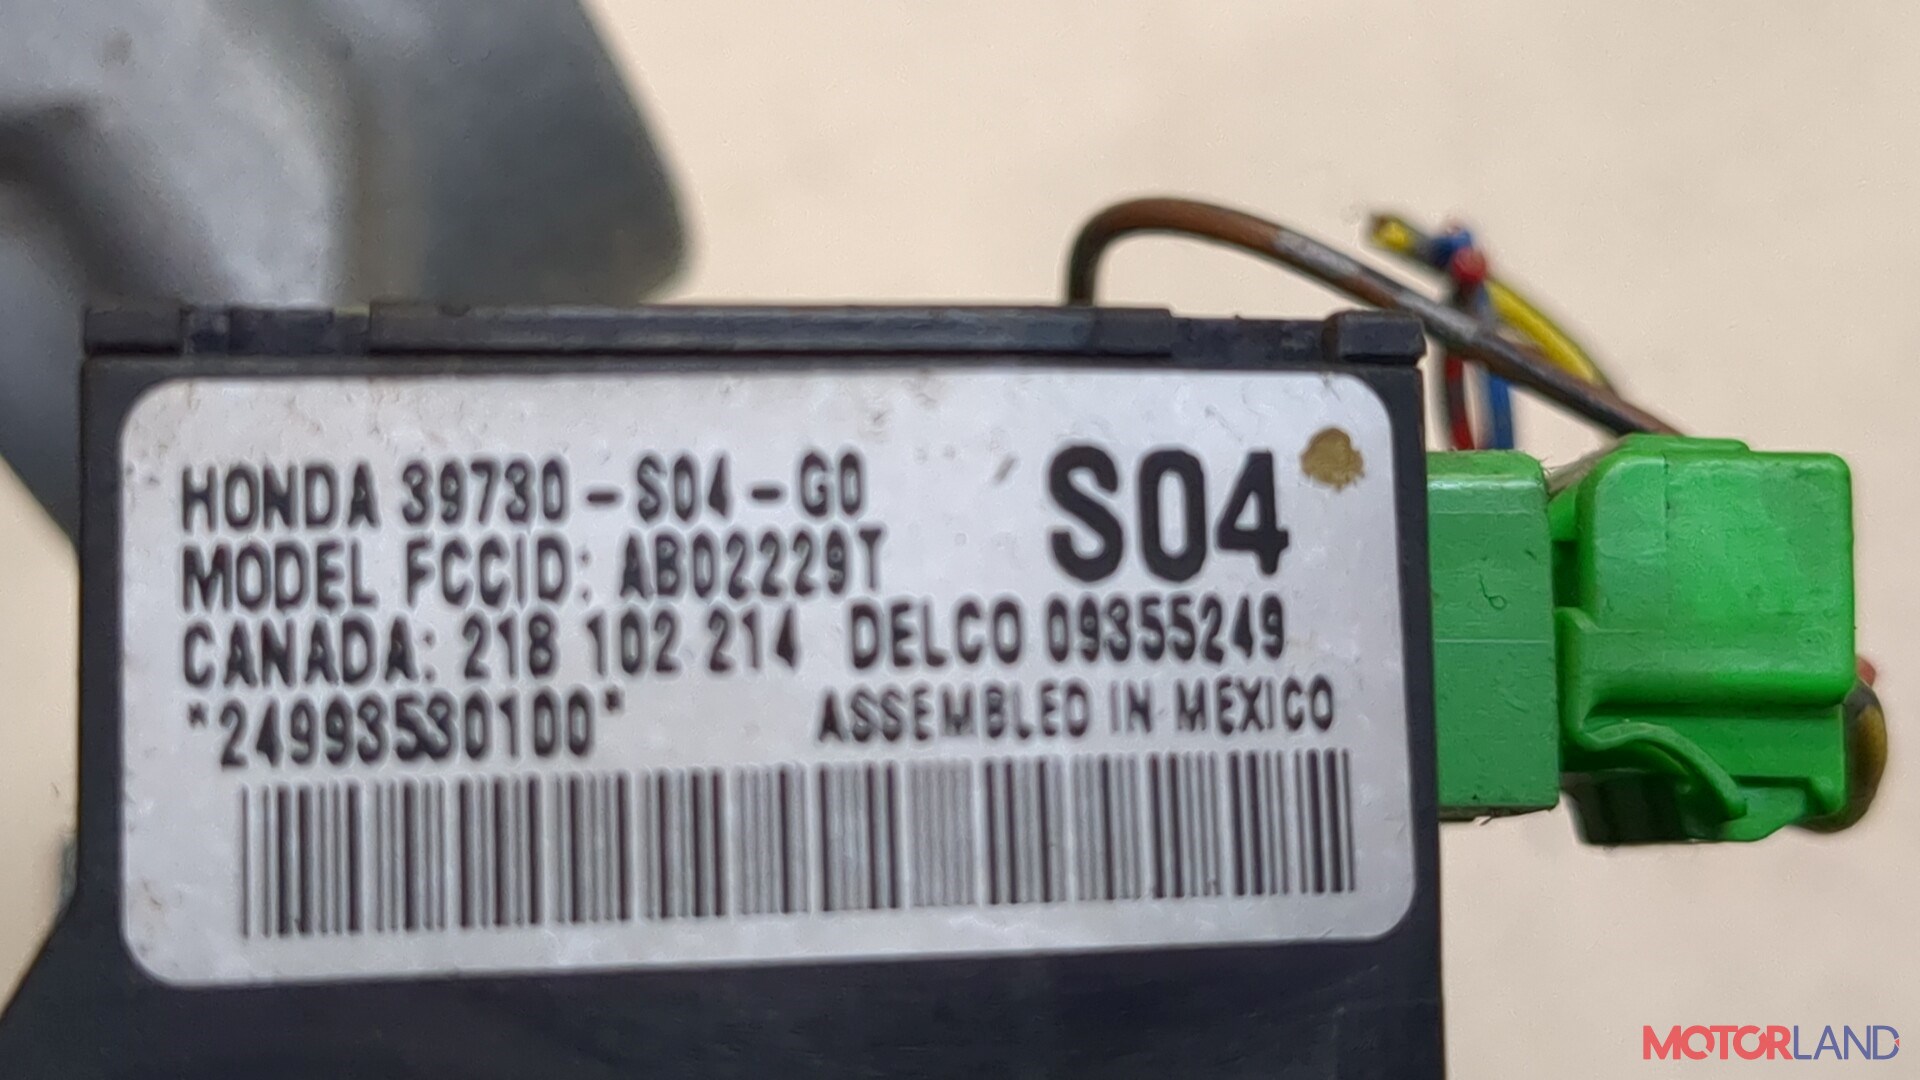 HONDA 39730-S04-G0
S04
MODEL FCCID: AB02229T
CANADA: 218 102 214 DELCO 09355249
*24993530100* ASSEMBLED IN MEXICO
MOTORLAND